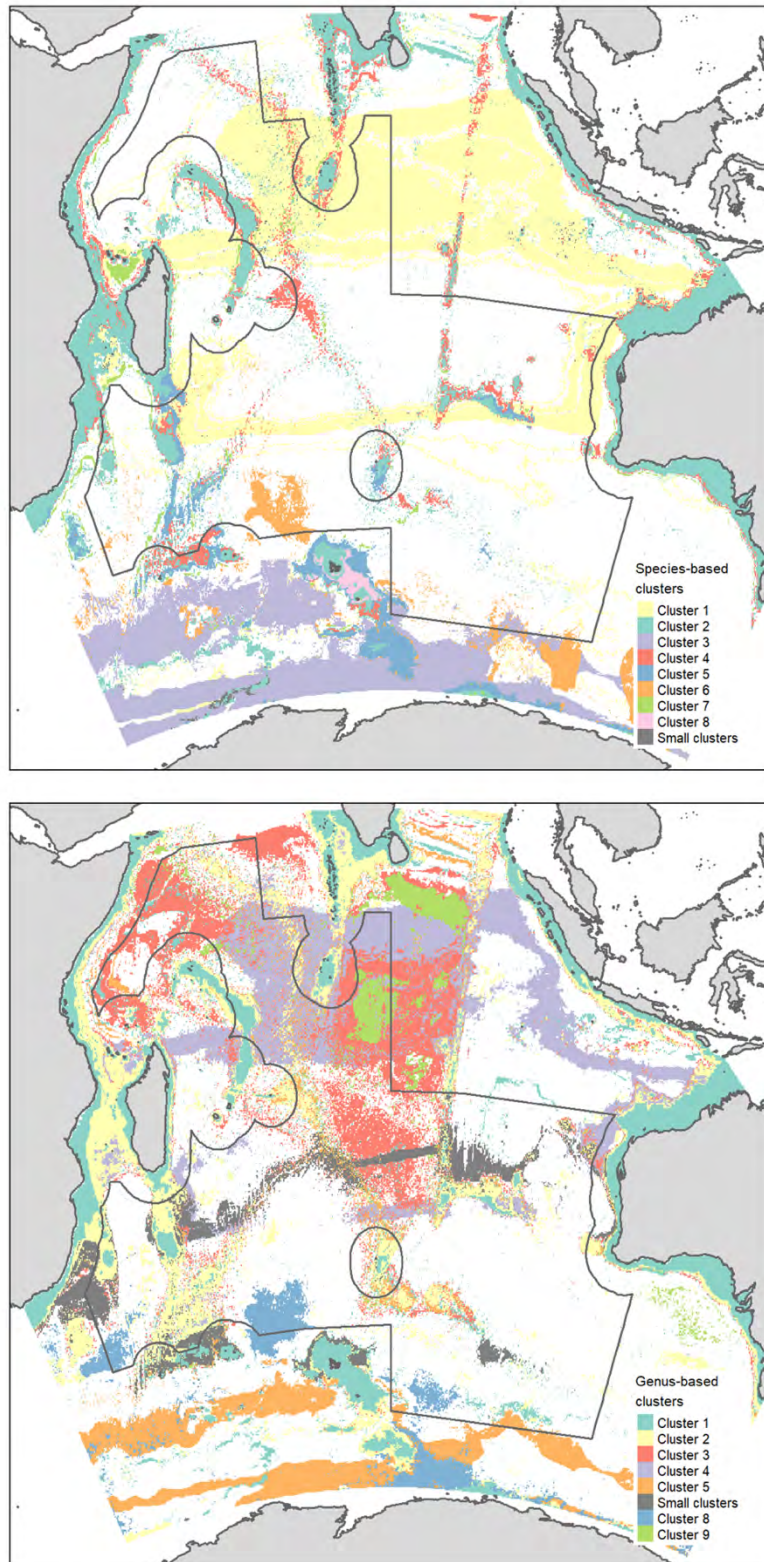 Species-based
clusters
Cluster 1
Cluster 2
Cluster 3
Cluster 4
Cluster 5
Cluster 6
Cluster 7
Cluster 8
Small clusters
Genus-based
clusters
Cluster 1
Cluster 2
Cluster 3
Cluster 4
Cluster 5
Small clusters
Cluster 8
Cluster 9